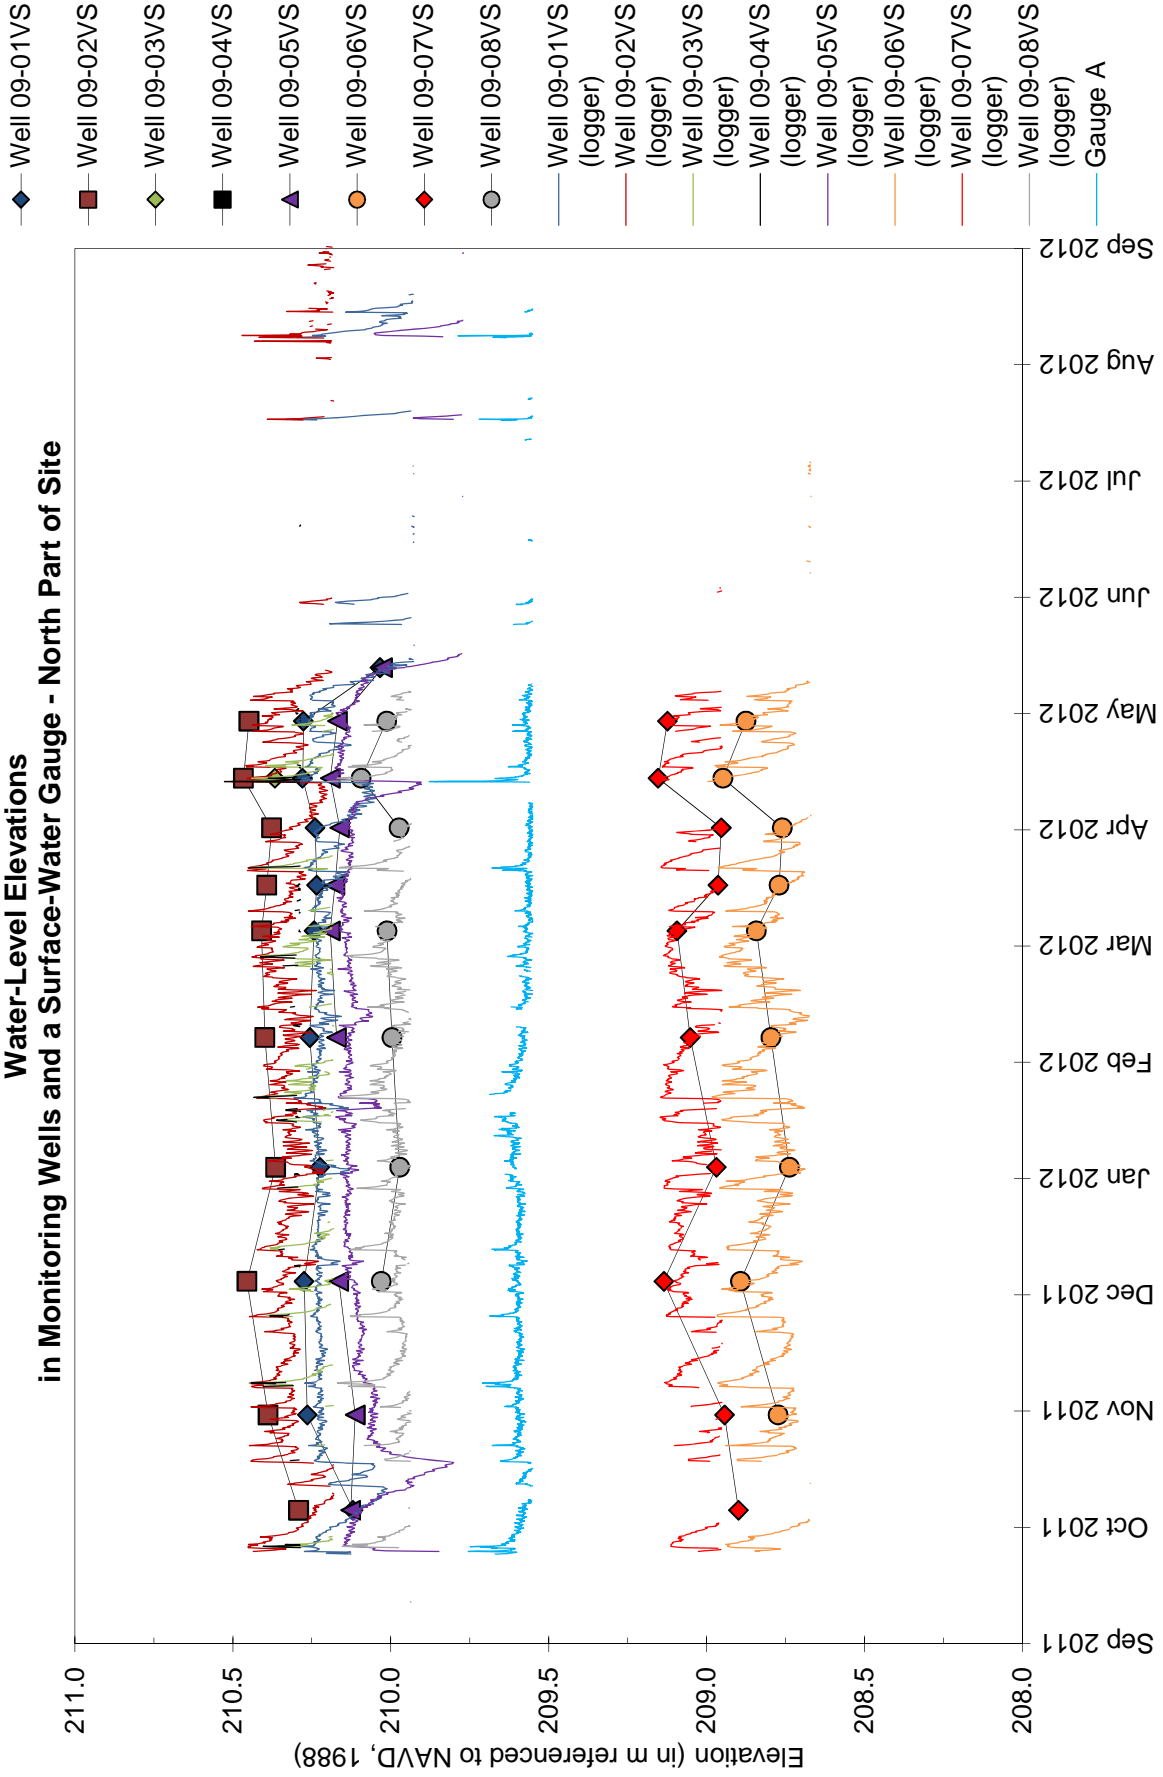 Water-Level Elevations
in Monitoring Wells and a Surface-Water Gauge - North Part of Site
Elevation (in m referenced to NAVD, 1988)
211.0
210.5
210.0
209.5
209.0
208.5
208.0
Sep 2011
Oct 2011
Nov 2011
Dec 2011
Jan 2012
Feb 2012
Mar 2012
Apr 2012
May 2012
Jun 2012
Jul 2012
Aug 2012
Sep 2012
Well 09-01VS
Well 09-02VS
Well 09-03VS
Well 09-04VS
Well 09-05VS
Well 09-06VS
Well 09-07VS
Well 09-08VS
Well 09-01VS
(logger)
Well 09-02VS
(logger)
Well 09-03VS
(logger)
Well 09-04VS
(logger)
Well 09-05VS
(logger)
Well 09-06VS
(logger)
Well 09-07VS
(logger)
Well 09-08VS
(logger)
Gauge A